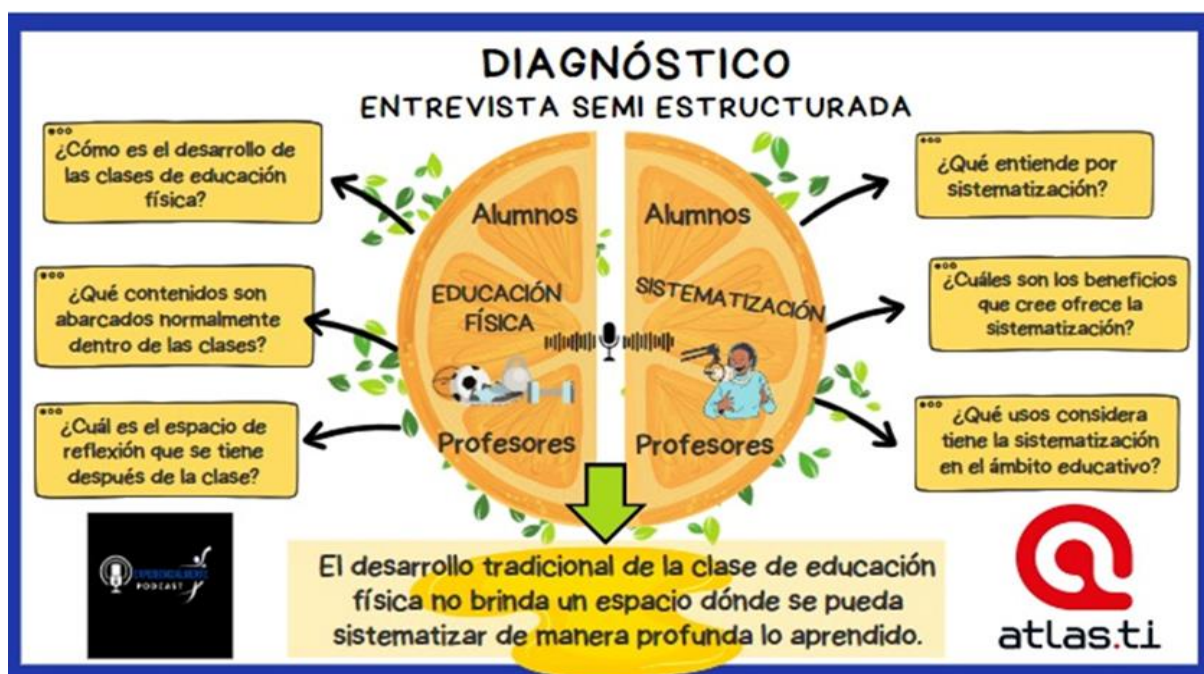 DIAGNÓSTICO
ENTREVISTA SEMI ESTRUCTURADA
¿Cómo es el desarrollo de
las clases de educación
física?
¿Qué contenidos son
abarcados normalmente
dentro de las clases?
¿Cuál es el espacio de
reflexión que se tiene
después de la clase?
Alumnos
EDUCACIÓN
FÍSICA
Profesores
Alumnos
SISTEMATIZACIÓN
Profesores
¿Qué entiende por
sistematización?
¿Cuáles son los beneficios
que cree ofrece la
sistematización?
¿Qué usos considera
tiene la sistematización
en el ámbito educativo?
PODCAST
El desarrollo tradicional de la clase de educación
física no brinda un espacio dónde se pueda
sistematizar de manera profunda lo aprendido.
atlas.ti